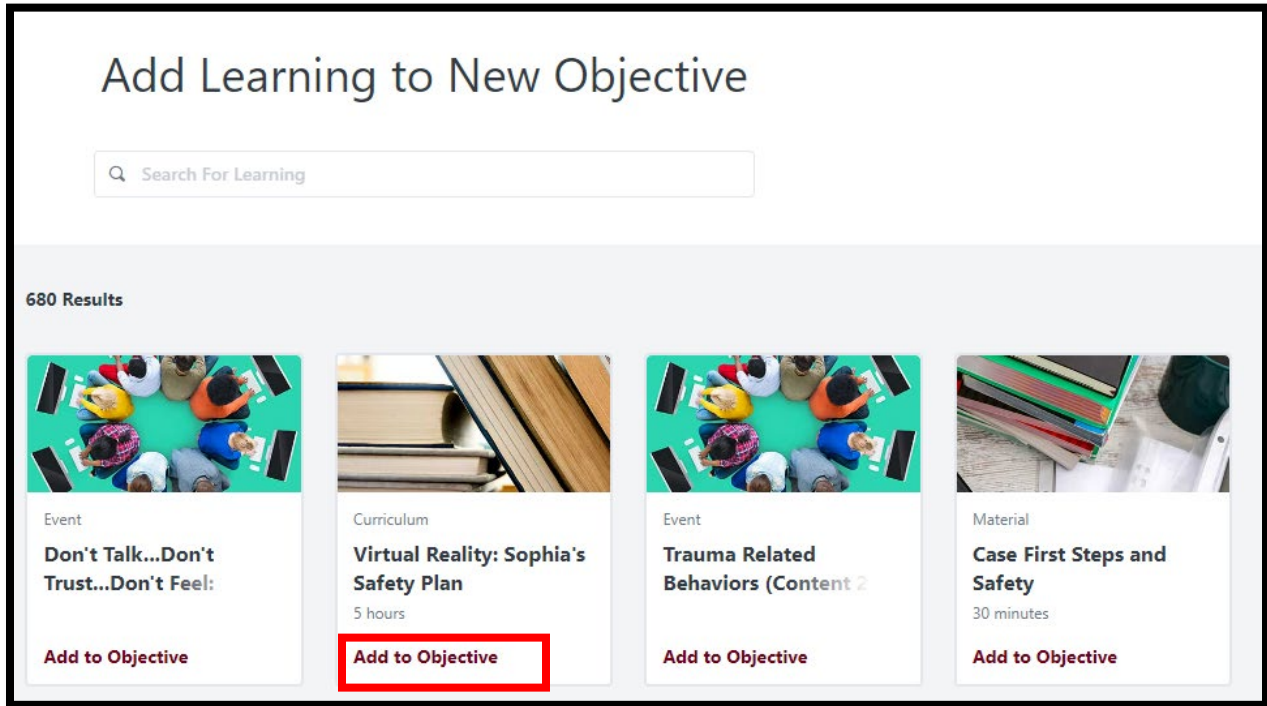 Add Learning to New Objective
Search For Learning
680 Results
Event
Don't Talk...Don't
Trust...Don't Feel:
Add to Objective
Curriculum
Virtual Reality: Sophia's
Safety Plan
5 hours
Add to Objective
Event
Trauma Related
Behaviors (Content 2
Add to Objective
Material
Case First Steps and
Safety
30 minutes
Add to Objective